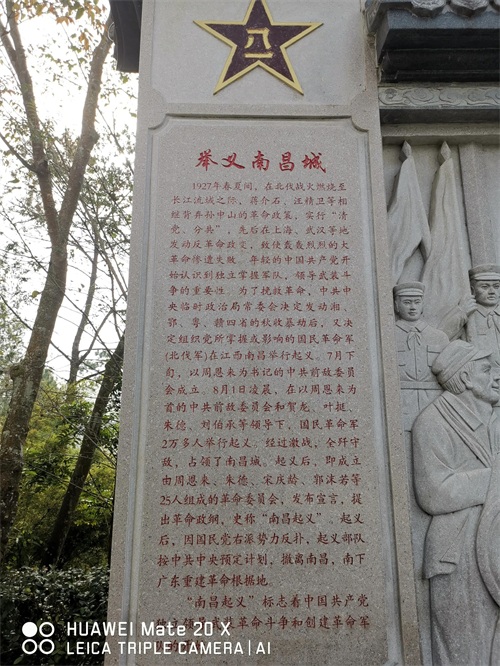 八一
举义南昌城
1927年春夏间，在北伐战火燃烧至
长江流域之际，蒋介石、汪精卫等相
继背弃孙中山的革命政策，实行“清
党、分共”，先后在上海、武汉等地
发动反革命政变，致使轰轰烈烈的大
革命惨遭失败。年轻的中国共产党开
始认识到独立掌握军队，领导武装斗
争的重要性。为了挽救革命，中共中
央临时政治局常委会决定发动湘、
鄂、粤、赣四省的秋收暴动后，又决
定组织党所掌握或影响的国民革命军
(北伐军)在江西南昌举行起义。7月下
旬，以周恩来为书记的中共前敌委员
会成立。8月1日凌晨，在以周恩来为
首的中共前敌委员会和贺龙、叶挺、
朱德、刘伯承等领导下，国民革命军
2万多人举行起义。经过激战，全歼守
敌，占领了南昌城。起义后，即成立
由周恩来、朱德、宋庆龄、郭沫若等
25人组成的革命委员会，发布宣言，提
出革命政纲，史称“南昌起义”。起义
后，因国民党右派势力反扑，起义部队
按中共中央预定计划，撤离南昌，南下
广东重建革命根据地。
“南昌起义”标志着中国共产党
独立领导武装革命斗争和创建革命军
HUAWEI Mate 20 X
LEICA TRIPLE CAMERA | AI